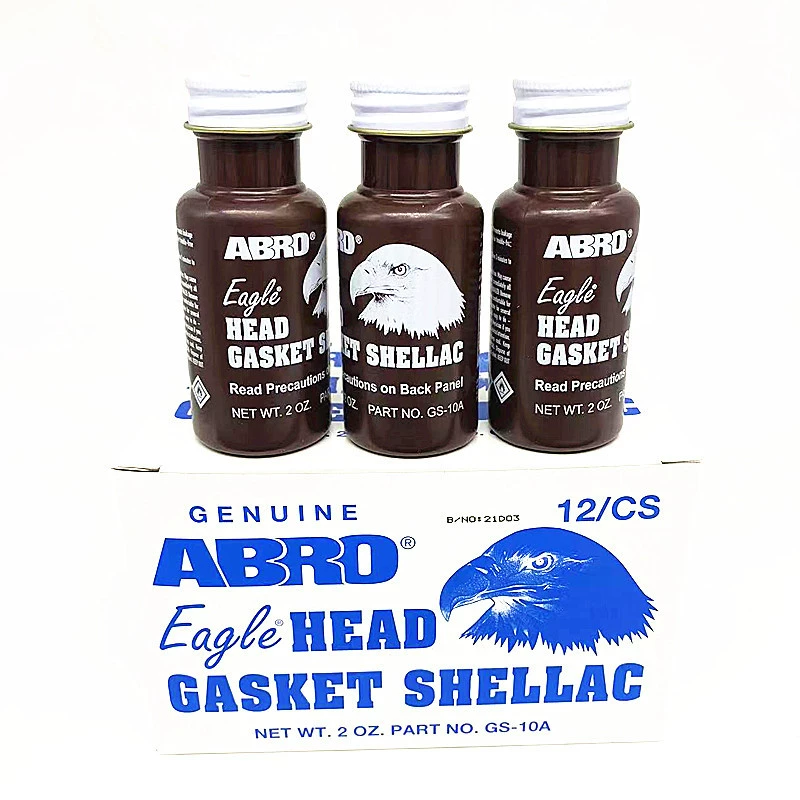 ABRO®
Eagle®
HEAD
GASKET S
Read Precautions
NET WT. 2 OZ.
RO®
ET SHELLAC
autions on Back Panel
OZ. PART NO. GS-10A
ABRO®
Eagle®
HEAD
GASKET S
Read Precautions
NET WT. 2 OZ.
GENUINE
B/NO:21D03
12/CS
ABRO®
Eagle® HEAD
GASKET SHELLAC
NET WT. 2 OZ. PART NO. GS-10A